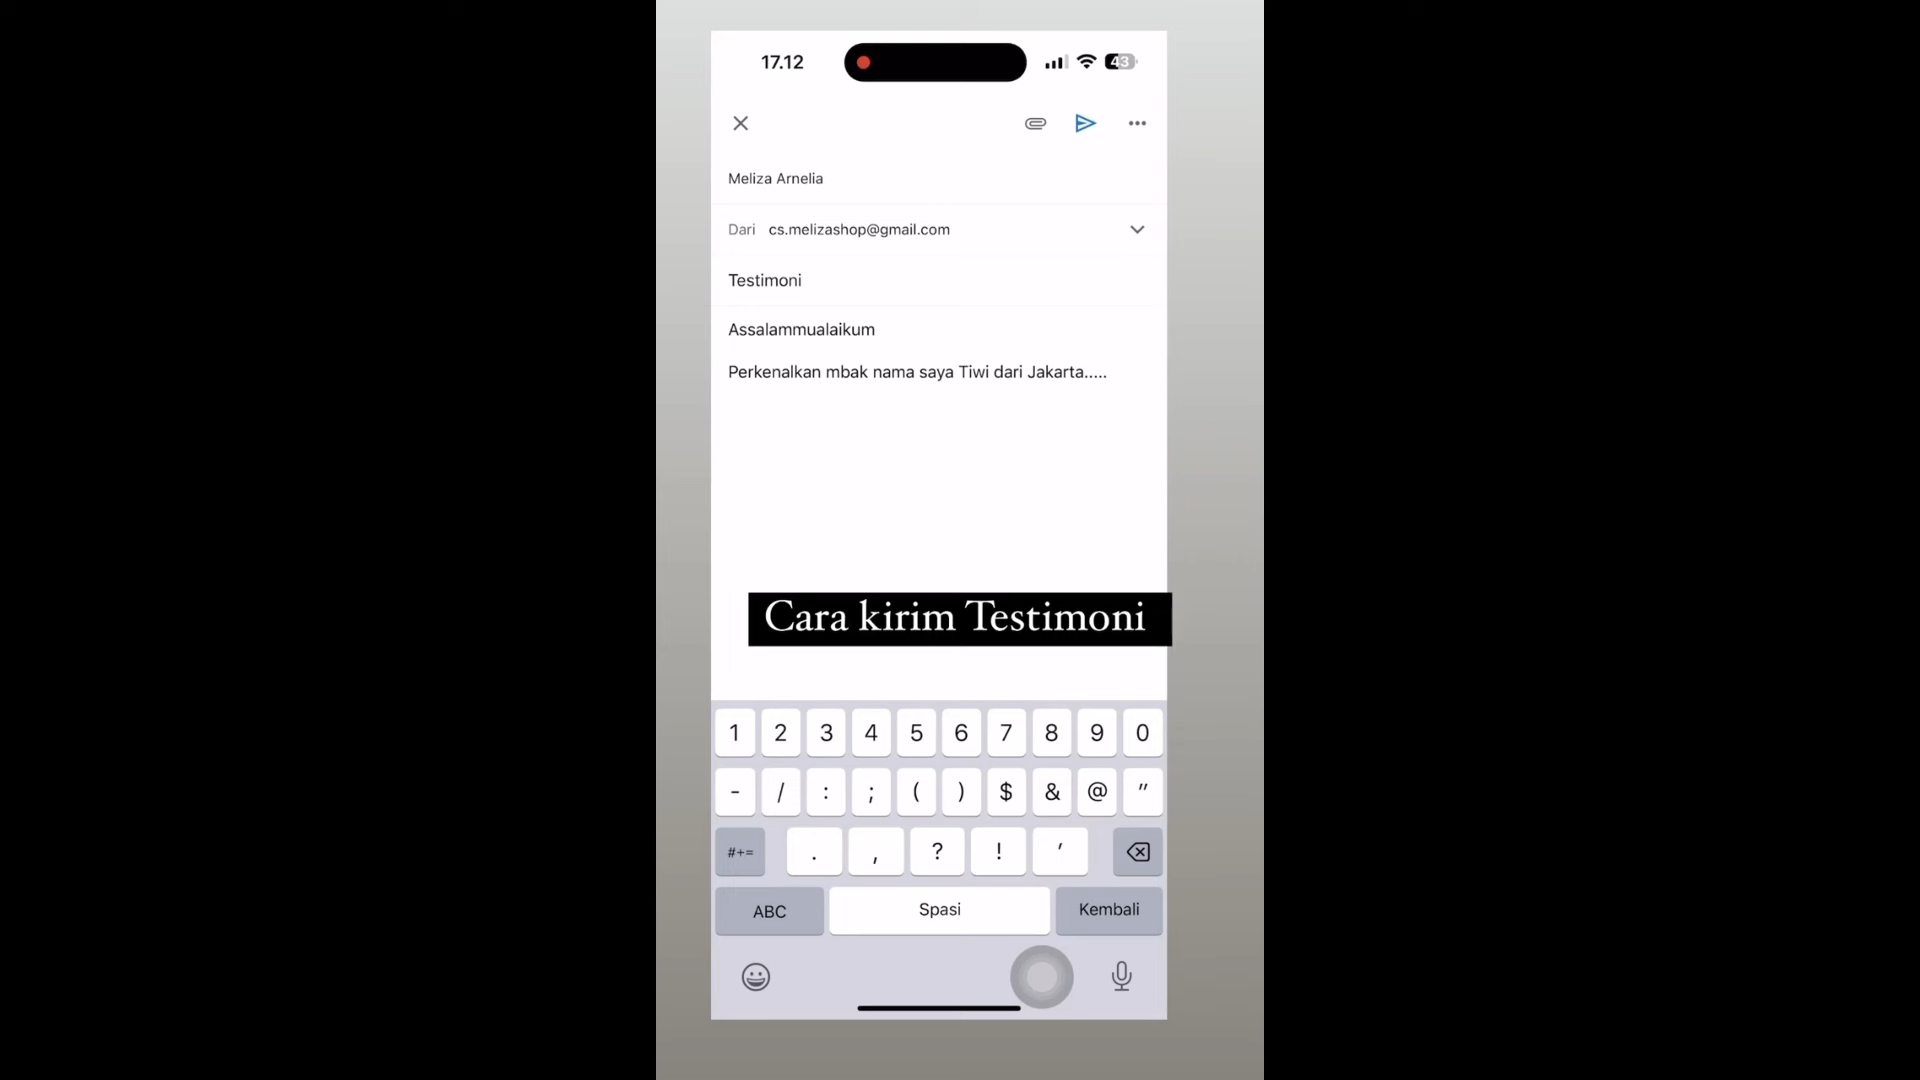 17.12
43
Meliza Arnelia
Dari cs.melizashop@gmail.com
Testimoni
Assalammualaikum
Perkenalkan mbak nama saya Tiwi dari Jakarta.....
Cara kirim Testimoni
1 2 3 4 5 6 7 8 9 0
- / : ; ( ) $ & @ "
#+= . , ? ! '
ABC Spasi Kembali